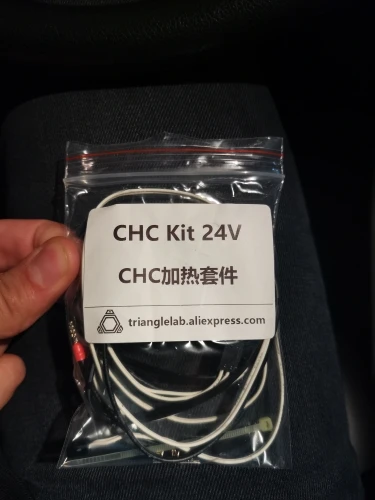 CHC Kit 24V
CHC加热套件
trianglelab.aliexpress.com